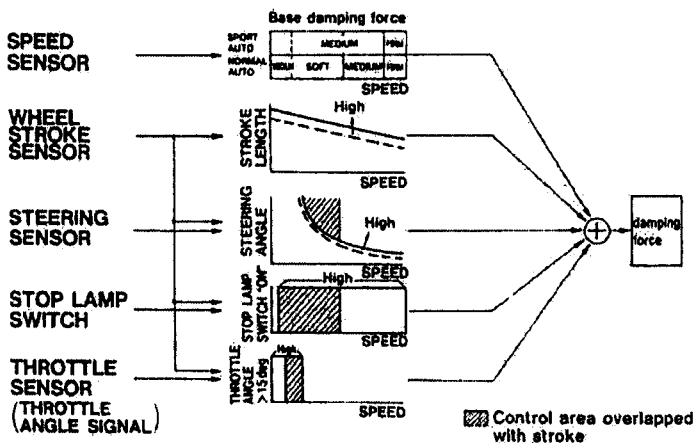 Base damping force
SPEED
SENSOR
SPORT
AUTO
MEDIUM
FIRM
NORMAL
AUTO
SOFT
MEDIUM
FIRM
SPEED
WHEEL
STROKE
SENSOR
STROKE
LENGTH
High
SPEED
STEERING
SENSOR
STEERING
ANGLE
High
SPEED
damping
force
STOP LAMP
SWITCH
STOP LAMP
SWITCH "ON"
High
SPEED
THROTTLE
SENSOR
(THROTTLE
ANGLE SIGNAL)
THROTTLE
ANGLE
>15deg
High
SPEED
Control area overlapped
with stroke